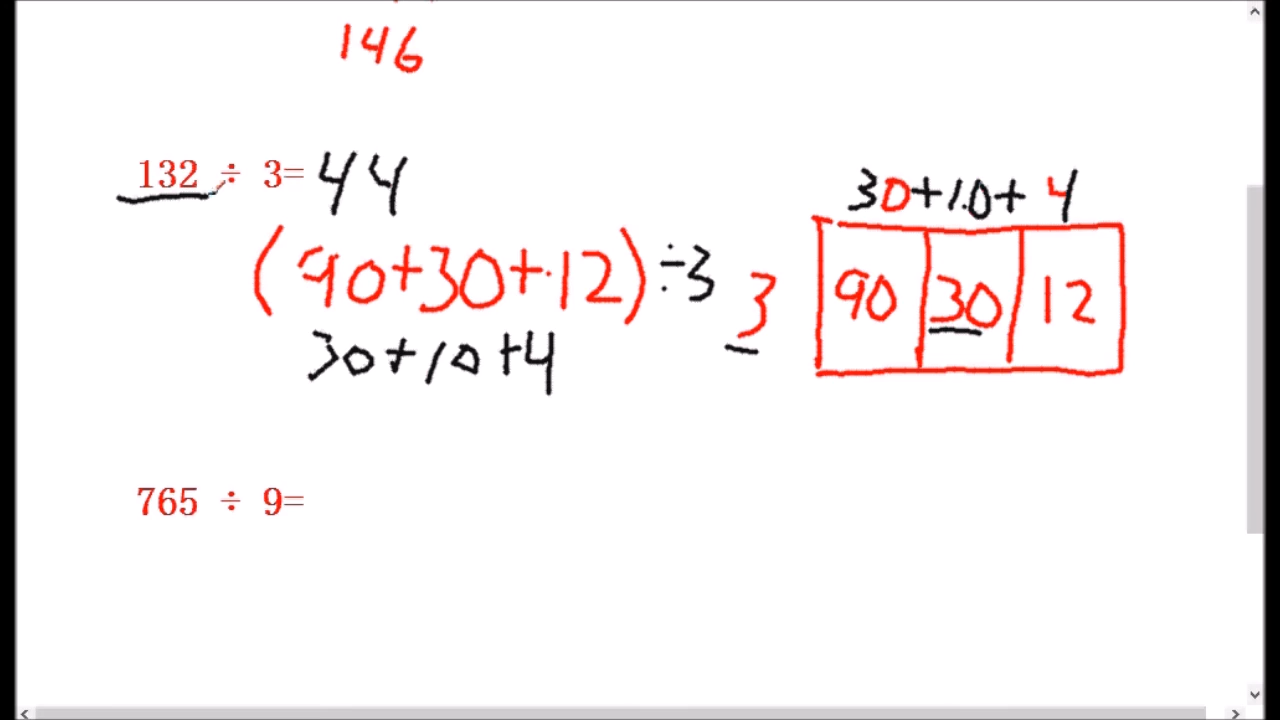 146
132 ÷ 3= 44
30+10+ 4
(90+30+12) ÷3
3 90 30 12
30+10+4
765 ÷ 9=